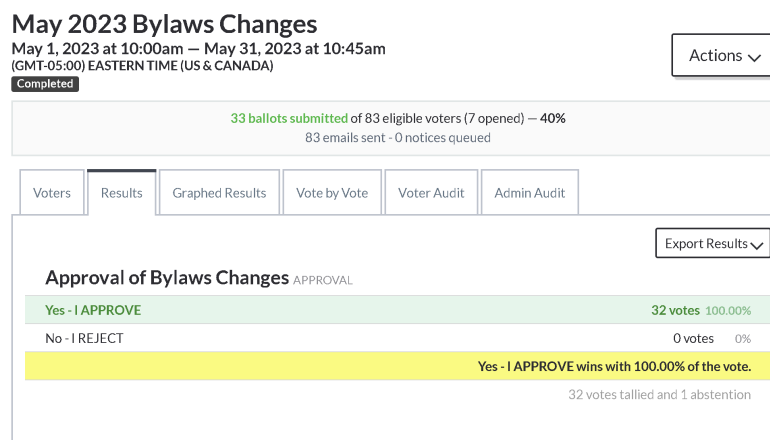 May 2023 Bylaws Changes
May 1, 2023 at 10:00am — May 31, 2023 at 10:45am
(GMT-05:00) EASTERN TIME (US & CANADA)
Completed
Actions
33 ballots submitted of 83 eligible voters (7 opened) — 40%
83 emails sent - 0 notices queued
Voters Results Graphed Results Vote by Vote Voter Audit Admin Audit
Export Results
Approval of Bylaws Changes APPROVAL
Yes - I APPROVE 32 votes 100.00%
No - I REJECT 0 votes 0%
Yes - I APPROVE wins with 100.00% of the vote.
32 votes tallied and 1 abstention